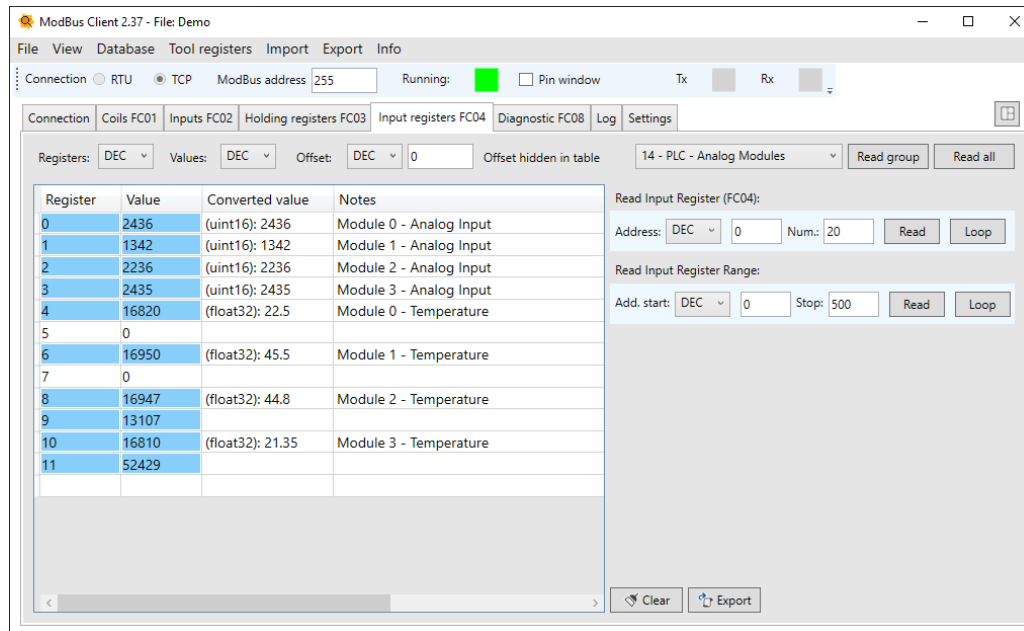 ModBus Client 2.37 - File: Demo
File View Database Tool registers Import Export Info
Connection RTU TCP ModBus address 255 Running: Pin window Tx Rx
Connection Coils FC01 Inputs FC02 Holding registers FC03 Input registers FC04 Diagnostic FC08 Log Settings
Registers: DEC Values: DEC Offset: DEC 0 Offset hidden in table 14 - PLC - Analog Modules Read group Read all
Register Value Converted value Notes
0 2436 (uint16): 2436 Module 0 - Analog Input
1 1342 (uint16): 1342 Module 1 - Analog Input
2 2236 (uint16): 2236 Module 2 - Analog Input
3 2435 (uint16): 2435 Module 3 - Analog Input
4 16820 (float32): 22.5 Module 0 - Temperature
5 0
6 16950 (float32): 45.5 Module 1 - Temperature
7 0
8 16947 (float32): 44.8 Module 2 - Temperature
9 13107
10 16810 (float32): 21.35 Module 3 - Temperature
11 52429
Read Input Register (FC04):
Address: DEC 0 Num.: 20 Read Loop
Read Input Register Range:
Add. start: DEC 0 Stop: 500 Read Loop
Clear Export